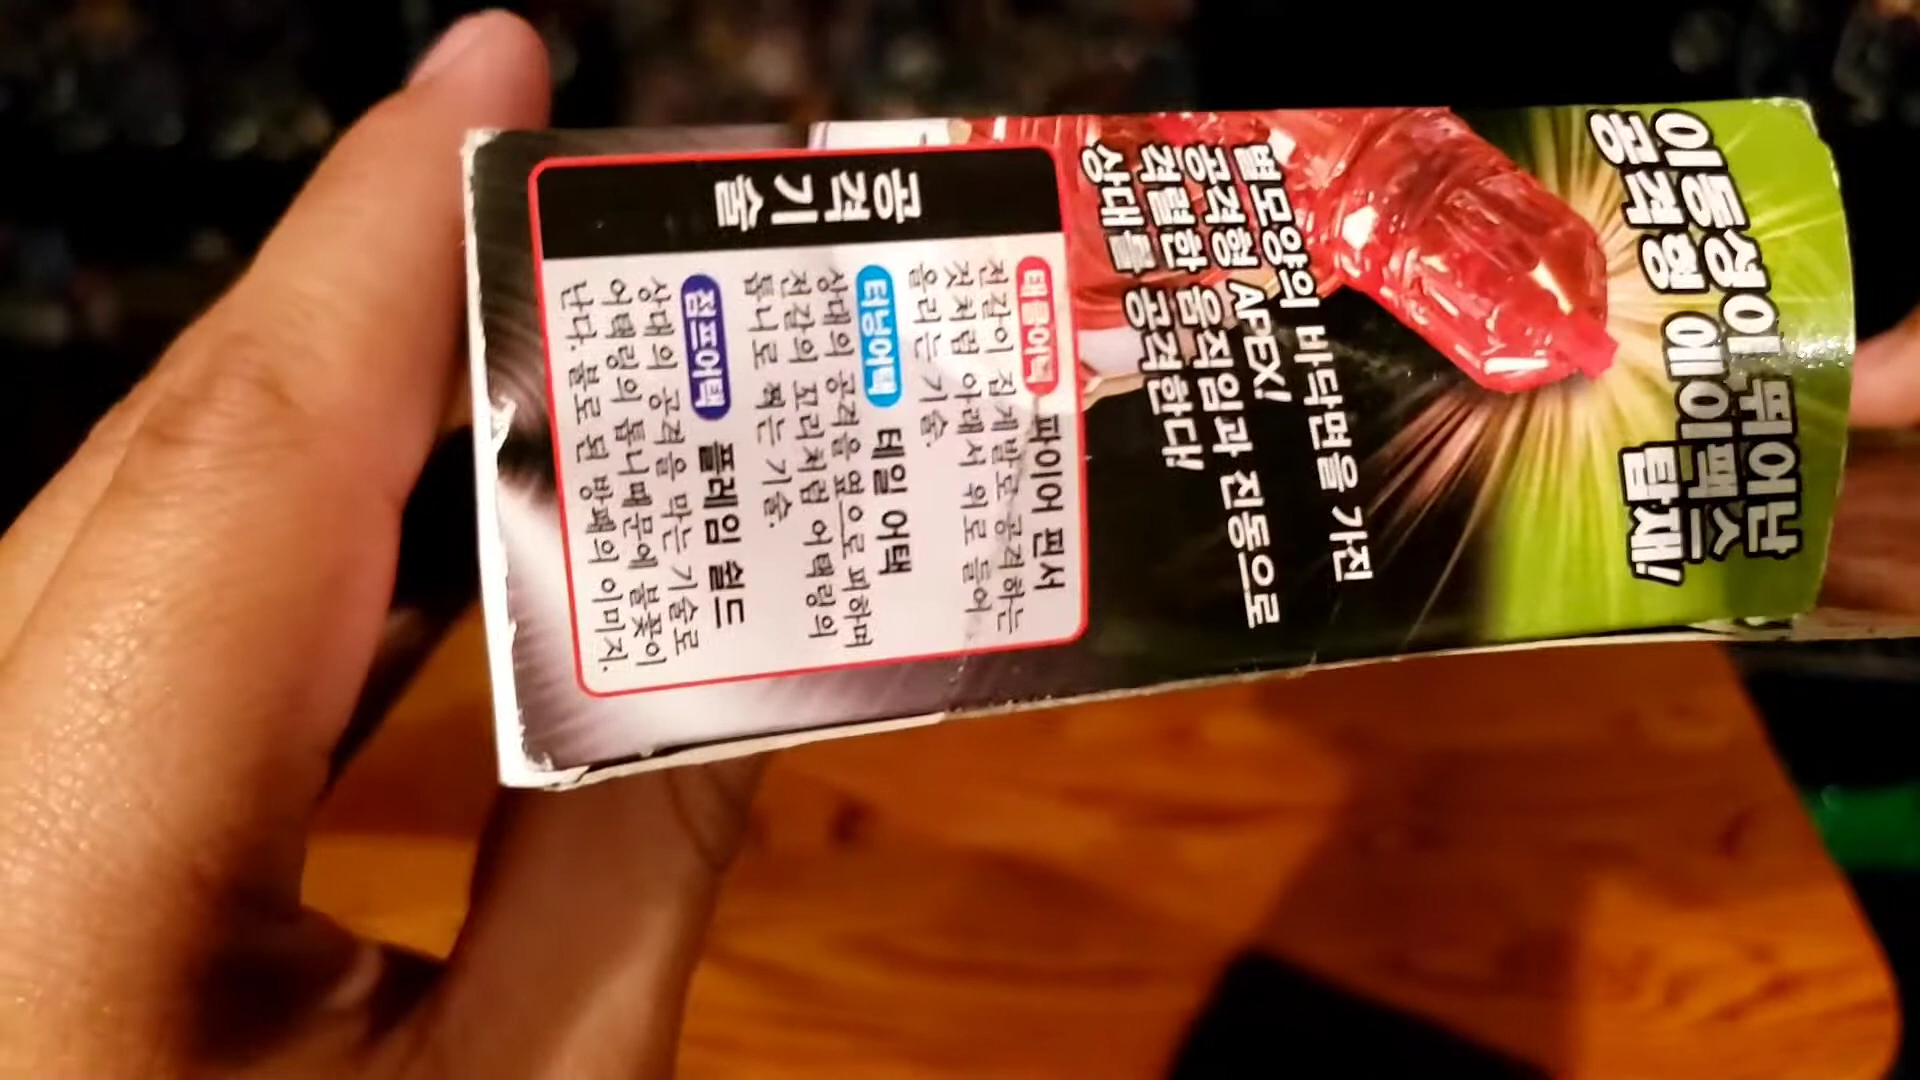 이동성이 뛰어난
공격형 에이펙스
탑재!
별모양의 바닥면을 가진
공격형 APEX!
격렬한 움직임과 진동으로
상대를 공격한다!
공격기술
태클어택 파이어 핀서
전갈이 집게발로 공격하는
것처럼 아래서 위로 들어
올리는 기술.
터닝어택 테일 어택
상대의 공격을 옆으로 피하며
전갈의 꼬리처럼 어택링의
톱니로 찍는 기술.
점프어택 플레임 쉴드
상대의 공격을 막는 기술로
어택링의 톱니때문에 불꽃이
난다. 불로 된 방패의 이미지.